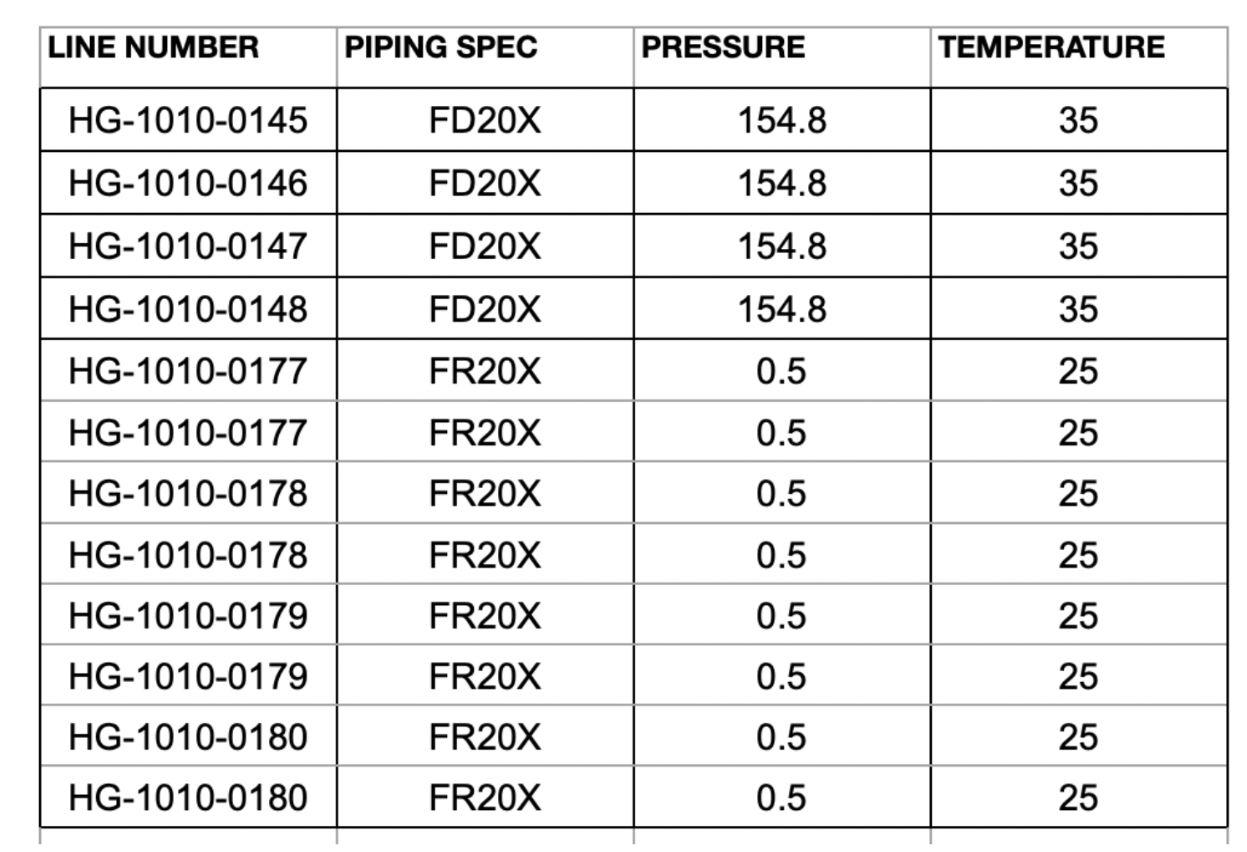 LINE NUMBER PIPING SPEC PRESSURE TEMPERATURE
HG-1010-0145 FD20X 154.8 35
HG-1010-0146 FD20X 154.8 35
HG-1010-0147 FD20X 154.8 35
HG-1010-0148 FD20X 154.8 35
HG-1010-0177 FR20X 0.5 25
HG-1010-0177 FR20X 0.5 25
HG-1010-0178 FR20X 0.5 25
HG-1010-0178 FR20X 0.5 25
HG-1010-0179 FR20X 0.5 25
HG-1010-0179 FR20X 0.5 25
HG-1010-0180 FR20X 0.5 25
HG-1010-0180 FR20X 0.5 25